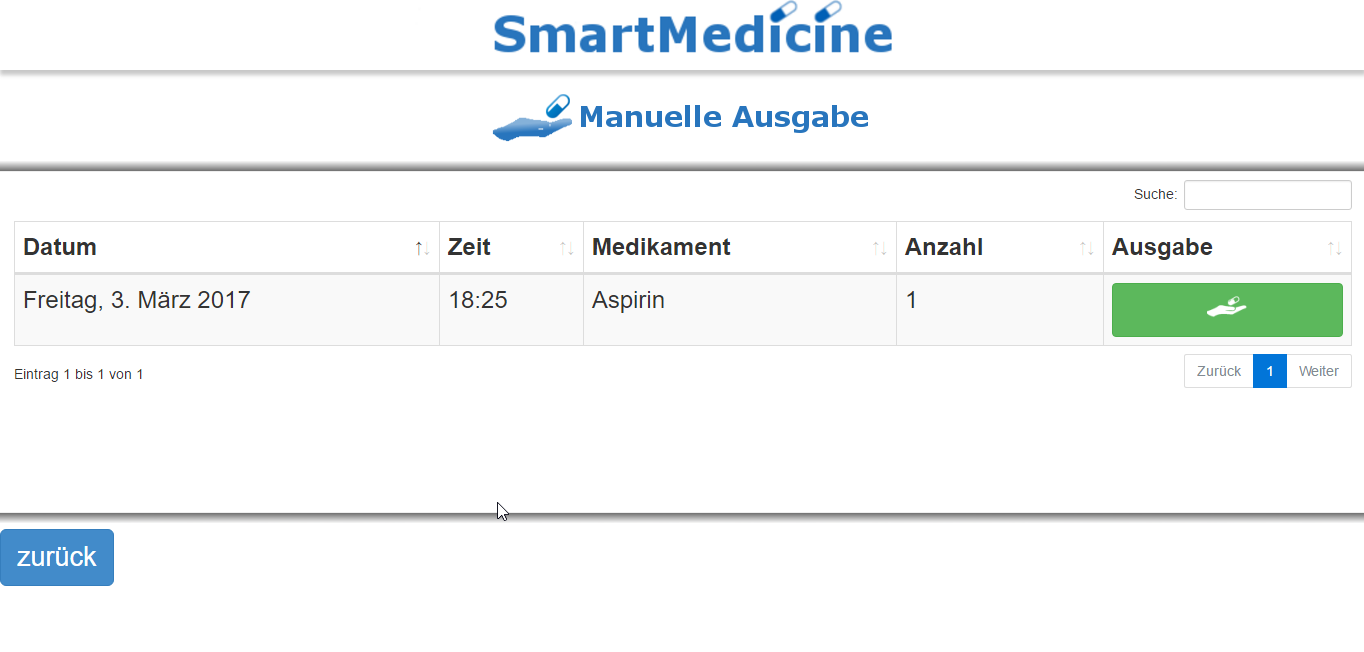 SmartMedicine
Manuelle Ausgabe
Suche:
Datum Zeit Medikament Anzahl Ausgabe
Freitag, 3. März 2017 18:25 Aspirin 1
Eintrag 1 bis 1 von 1 Zurück 1 Weiter
zurück